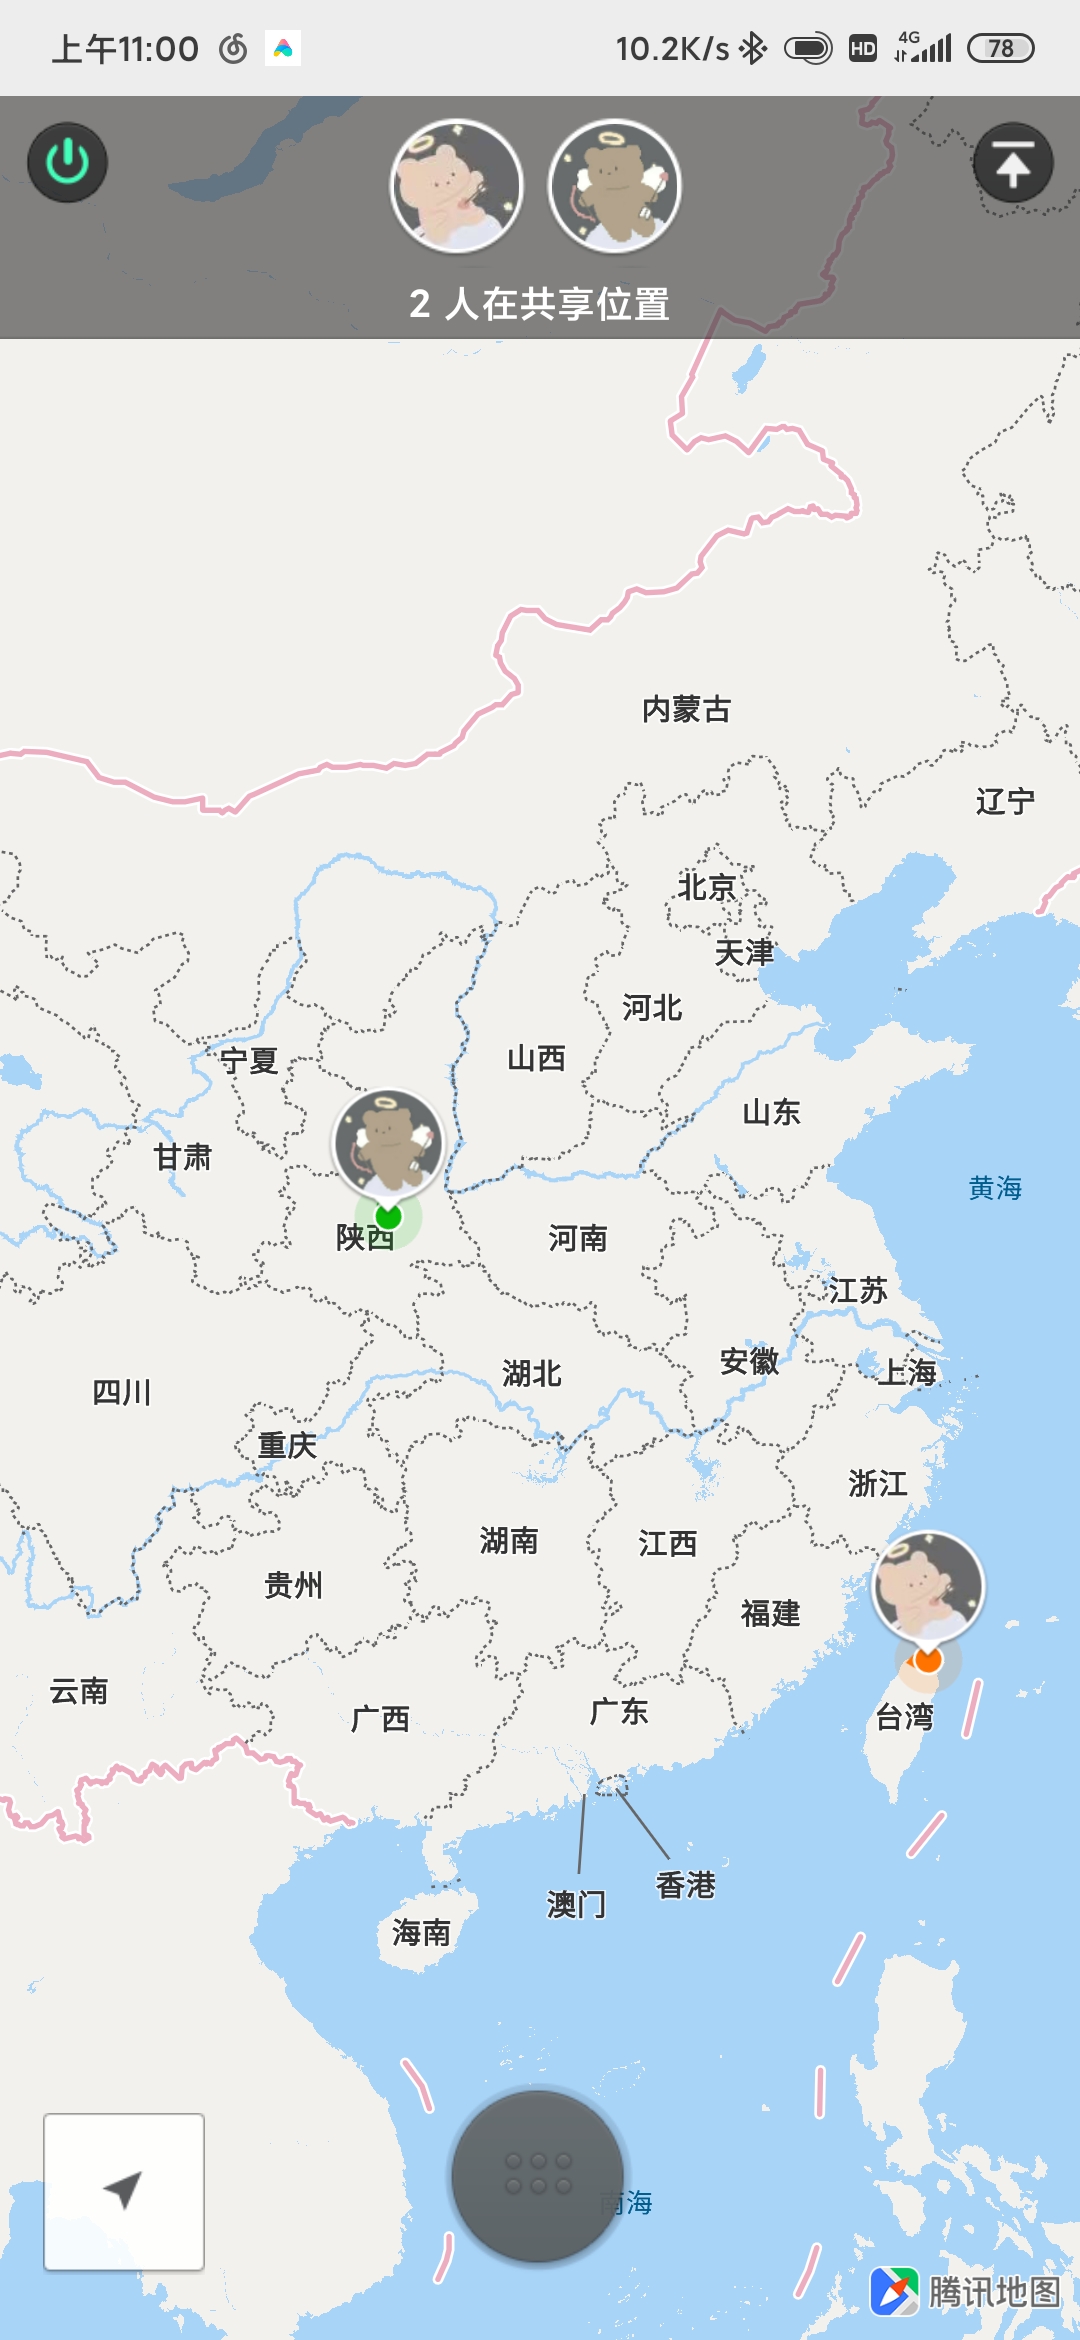 上午11:00
10.2K/s
HD
4G
78
2 人在共享位置
内蒙古
辽宁
北京
天津
河北
宁夏
山西
山东
甘肃
黄海
陕西
河南
江苏
安徽
上海
湖北
四川
重庆
浙江
湖南
江西
贵州
福建
云南
广西
广东
台湾
香港
澳门
海南
南海
腾讯地图